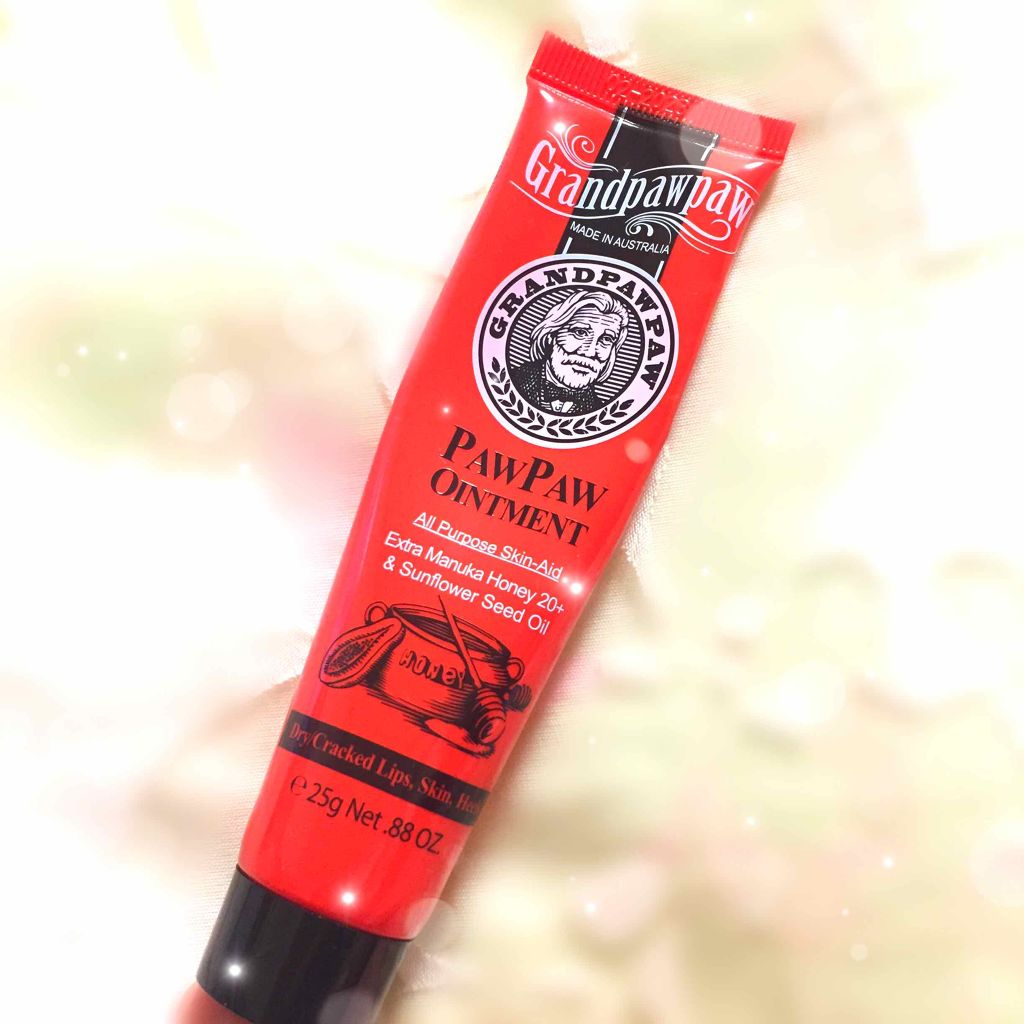 Grandpawpaw
MADE IN AUSTRALIA
GRANDPAWPAW
PAWPAW
OINTMENT
All Purpose Skin-Aid
Extra Manuka Honey 20+
& Sunflower Seed Oil
HONEY
Dry/Cracked Lips, Skin,
℮ 25g Net .88 OZ.